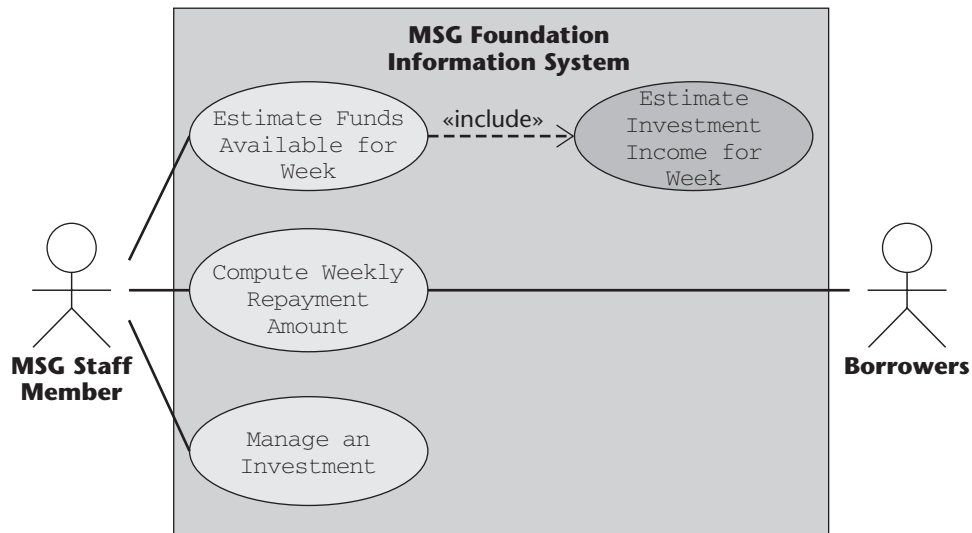 MSG Foundation
Information System
Estimate Funds
Available for
Week
«include»
Estimate
Investment
Income for
Week
Compute Weekly
Repayment
Amount
MSG Staff
Member
Borrowers
Manage an
Investment